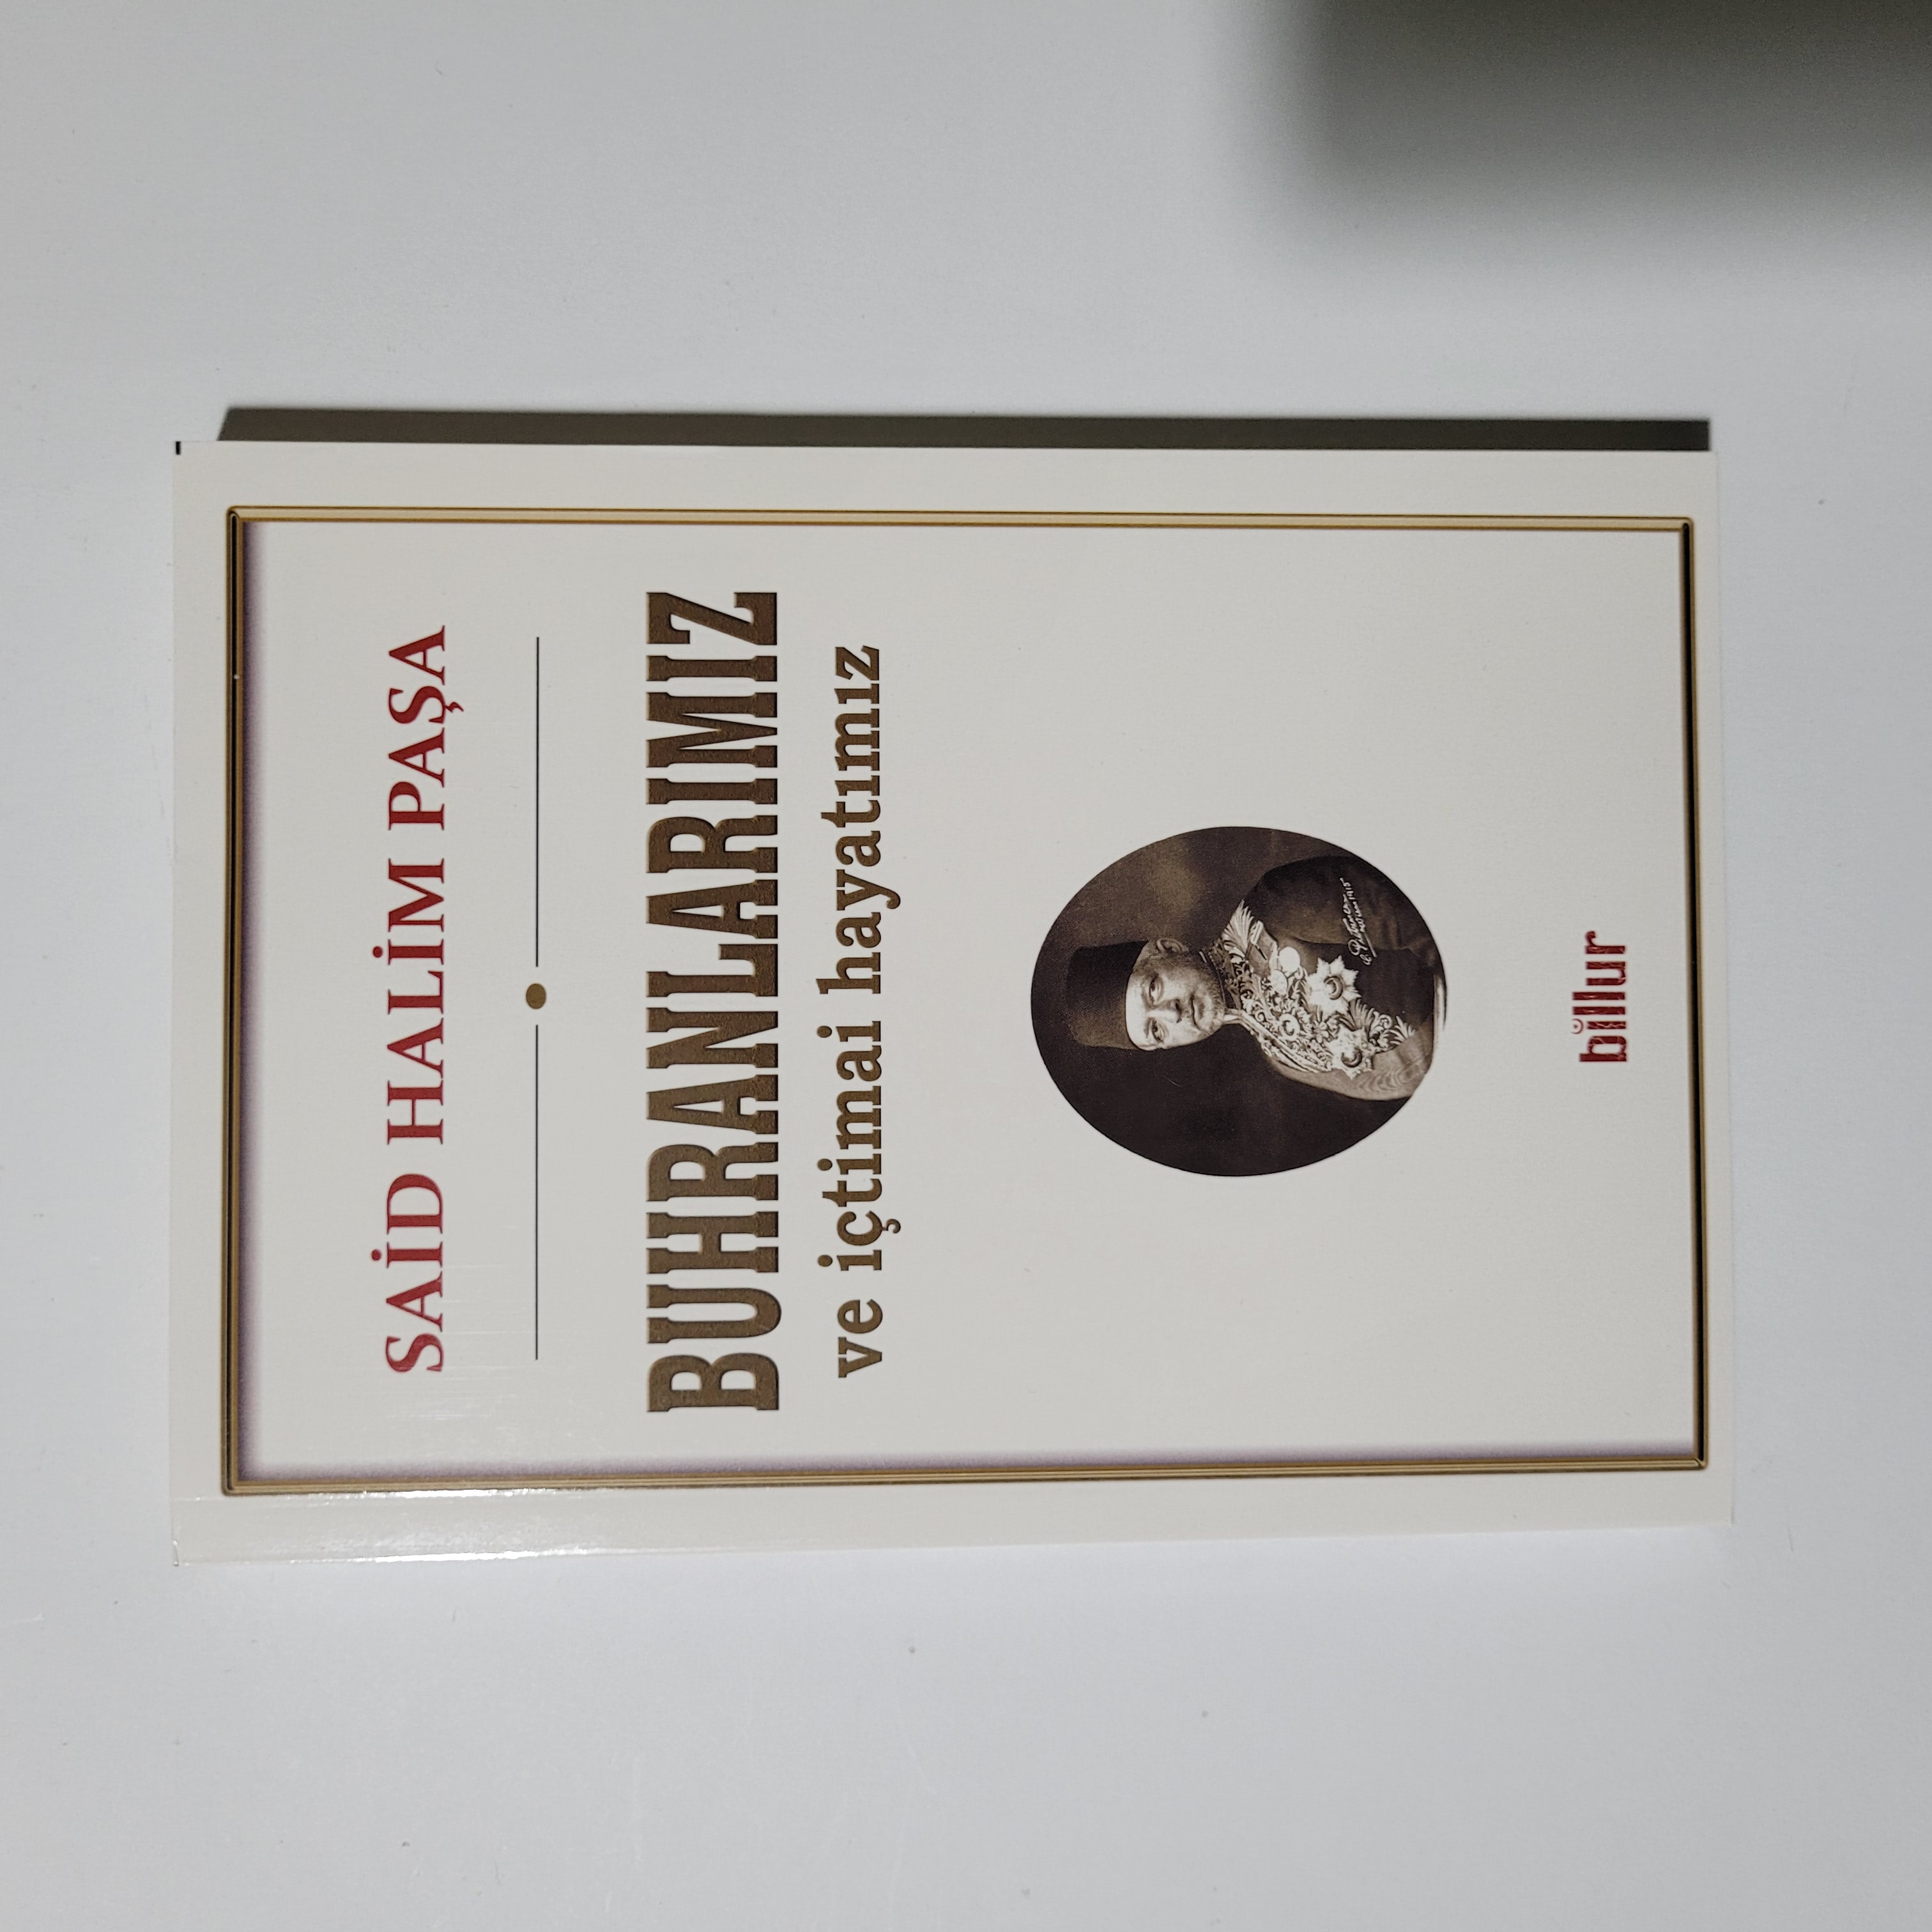 SAİD HALİM PAŞA
BUHRANLARIMIZ
ve içtimai hayatımız
billur